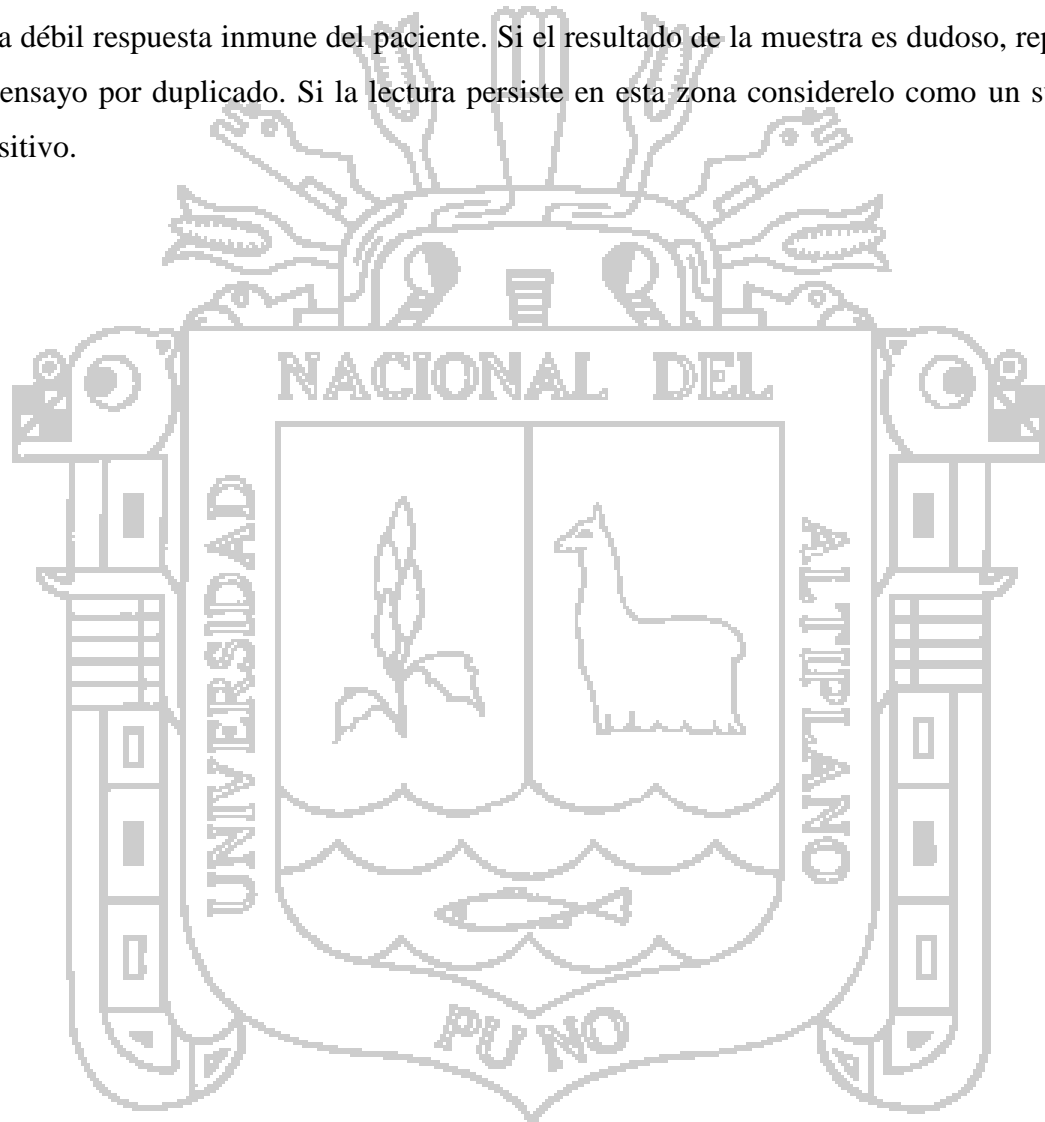 a débil respuesta inmune del paciente. Si el resultado de la muestra es dudoso, rep
ensayo por duplicado. Si la lectura persiste en esta zona considerelo como un s
sitivo.
NACIONAL DEL
UNIVERSIDAD
ALTIPLANO
PUNO